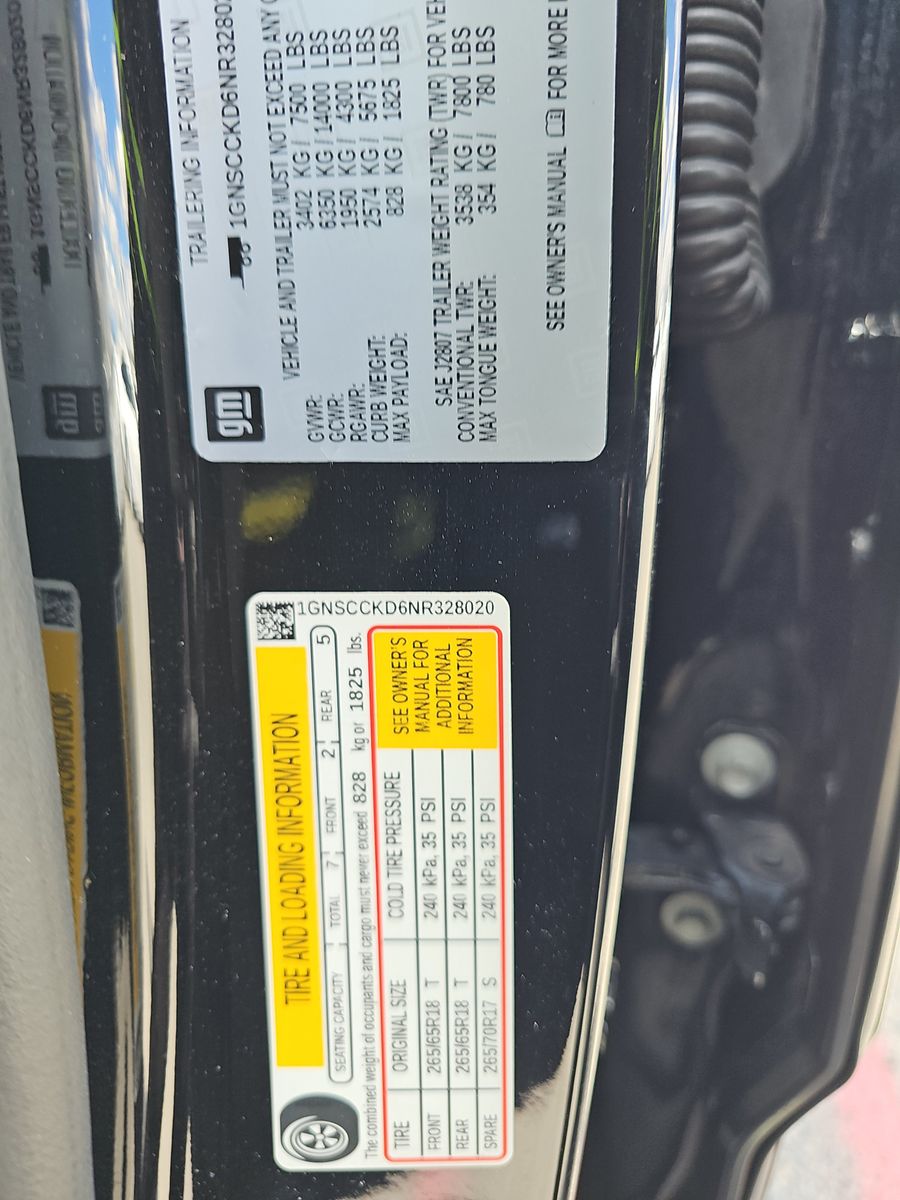 TIRE AND LOADING INFORMATION
1GNSCCKD6NR328020
SEATING CAPACITY TOTAL 7 FRONT 2 REAR 5
The combined weight of occupants and cargo must never exceed 828 kg or 1825 lbs.
TIRE ORIGINAL SIZE COLD TIRE PRESSURE
FRONT 265/65R18 T 240 kPa, 35 PSI
REAR 265/65R18 T 240 kPa, 35 PSI
SPARE 265/70R17 S 240 kPa, 35 PSI
SEE OWNER'S
MANUAL FOR
ADDITIONAL
INFORMATION
gm
TRAILERING INFORMATION
1GNSCCKD6NR32802
VEHICLE AND TRAILER MUST NOT EXCEED ANY
GVWR: 3402 KG / 7500 LBS
GCWR: 6350 KG / 14000 LBS
RGAWR: 1950 KG / 4300 LBS
CURB WEIGHT: 2574 KG / 5675 LBS
MAX PAYLOAD: 828 KG / 1825 LBS
SAE J2807 TRAILER WEIGHT RATING (TWR) FOR
CONVENTIONAL TWR: 3538 KG / 7800 LBS
MAX TONGUE WEIGHT: 354 KG / 780 LBS
SEE OWNER'S MANUAL FOR MORE